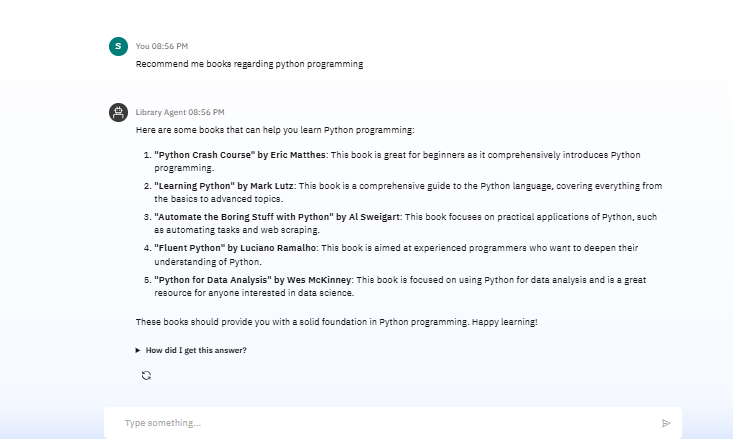 S
You 08:56 PM
Recommend me books regarding python programming
Library Agent 08:56 PM
Here are some books that can help you learn Python programming:
1. "Python Crash Course" by Eric Matthes: This book is great for beginners as it comprehensively introduces Python
programming.
2. "Learning Python" by Mark Lutz: This book is a comprehensive guide to the Python language, covering everything from
the basics to advanced topics.
3. "Automate the Boring Stuff with Python" by Al Sweigart: This book focuses on practical applications of Python, such
as automating tasks and web scraping.
4. "Fluent Python" by Luciano Ramalho: This book is aimed at experienced programmers who want to deepen their
understanding of Python.
5. "Python for Data Analysis" by Wes McKinney: This book is focused on using Python for data analysis and is a great
resource for anyone interested in data science.
These books should provide you with a solid foundation in Python programming. Happy learning!
How did I get this answer?
Type something...